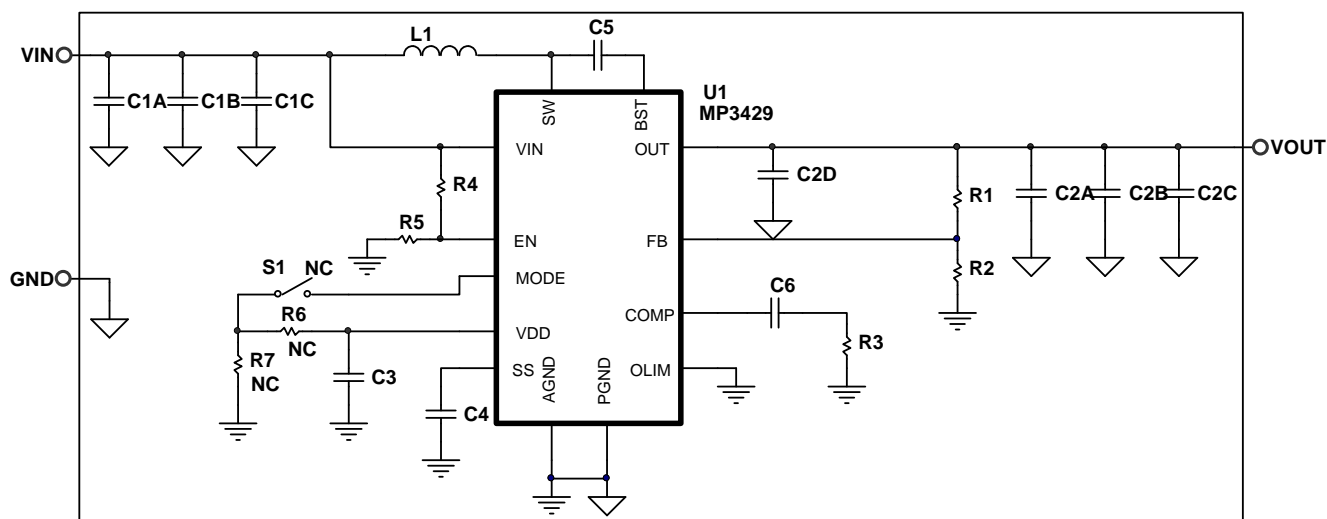 C5
L1
VIN
U1
MP3429
C1A
C1B
C1C
SW
BST
VIN
OUT
VOUT
C2D
R4
R1
C2A
C2B
C2C
R5
EN
FB
R2
GND
S1
NC
MODE
C6
R6
COMP
VDD
R3
NC
R7
NC
C3
SS
AGND
PGND
OLIM
C4